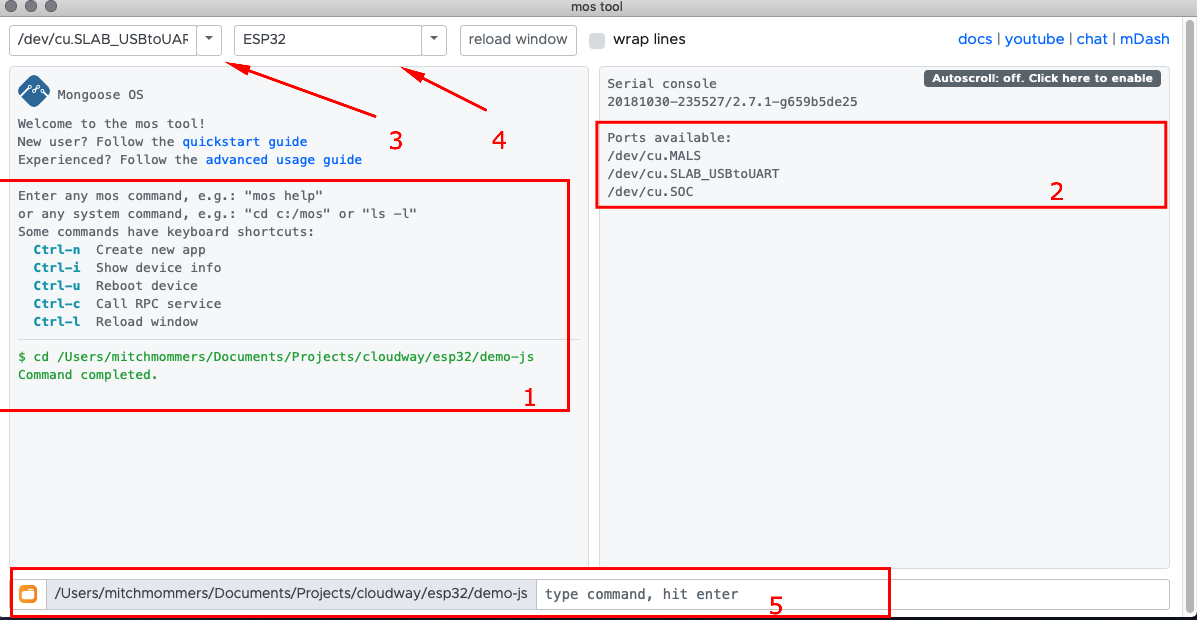 mos tool
/dev/cu.SLAB_USBtoUAR
ESP32
reload window
wrap lines
docs | youtube | chat | mDash
3
4
Mongoose OS
Welcome to the mos tool!
New user? Follow the quickstart guide
Experienced? Follow the advanced usage guide
Enter any mos command, e.g.: "mos help"
or any system command, e.g.: "cd c:/mos" or "ls -l"
Some commands have keyboard shortcuts:
Ctrl-n Create new app
Ctrl-i Show device info
Ctrl-u Reboot device
Ctrl-c Call RPC service
Ctrl-l Reload window
$ cd /Users/mitchmommers/Documents/Projects/cloudway/esp32/demo-js
Command completed.
1
Serial console
Autoscroll: off. Click here to enable
20181030-235527/2.7.1-g659b5de25
Ports available:
/dev/cu.MALS
/dev/cu.SLAB_USBtoUART
/dev/cu.SOC
2
/Users/mitchmommers/Documents/Projects/cloudway/esp32/demo-js
type command, hit enter
5